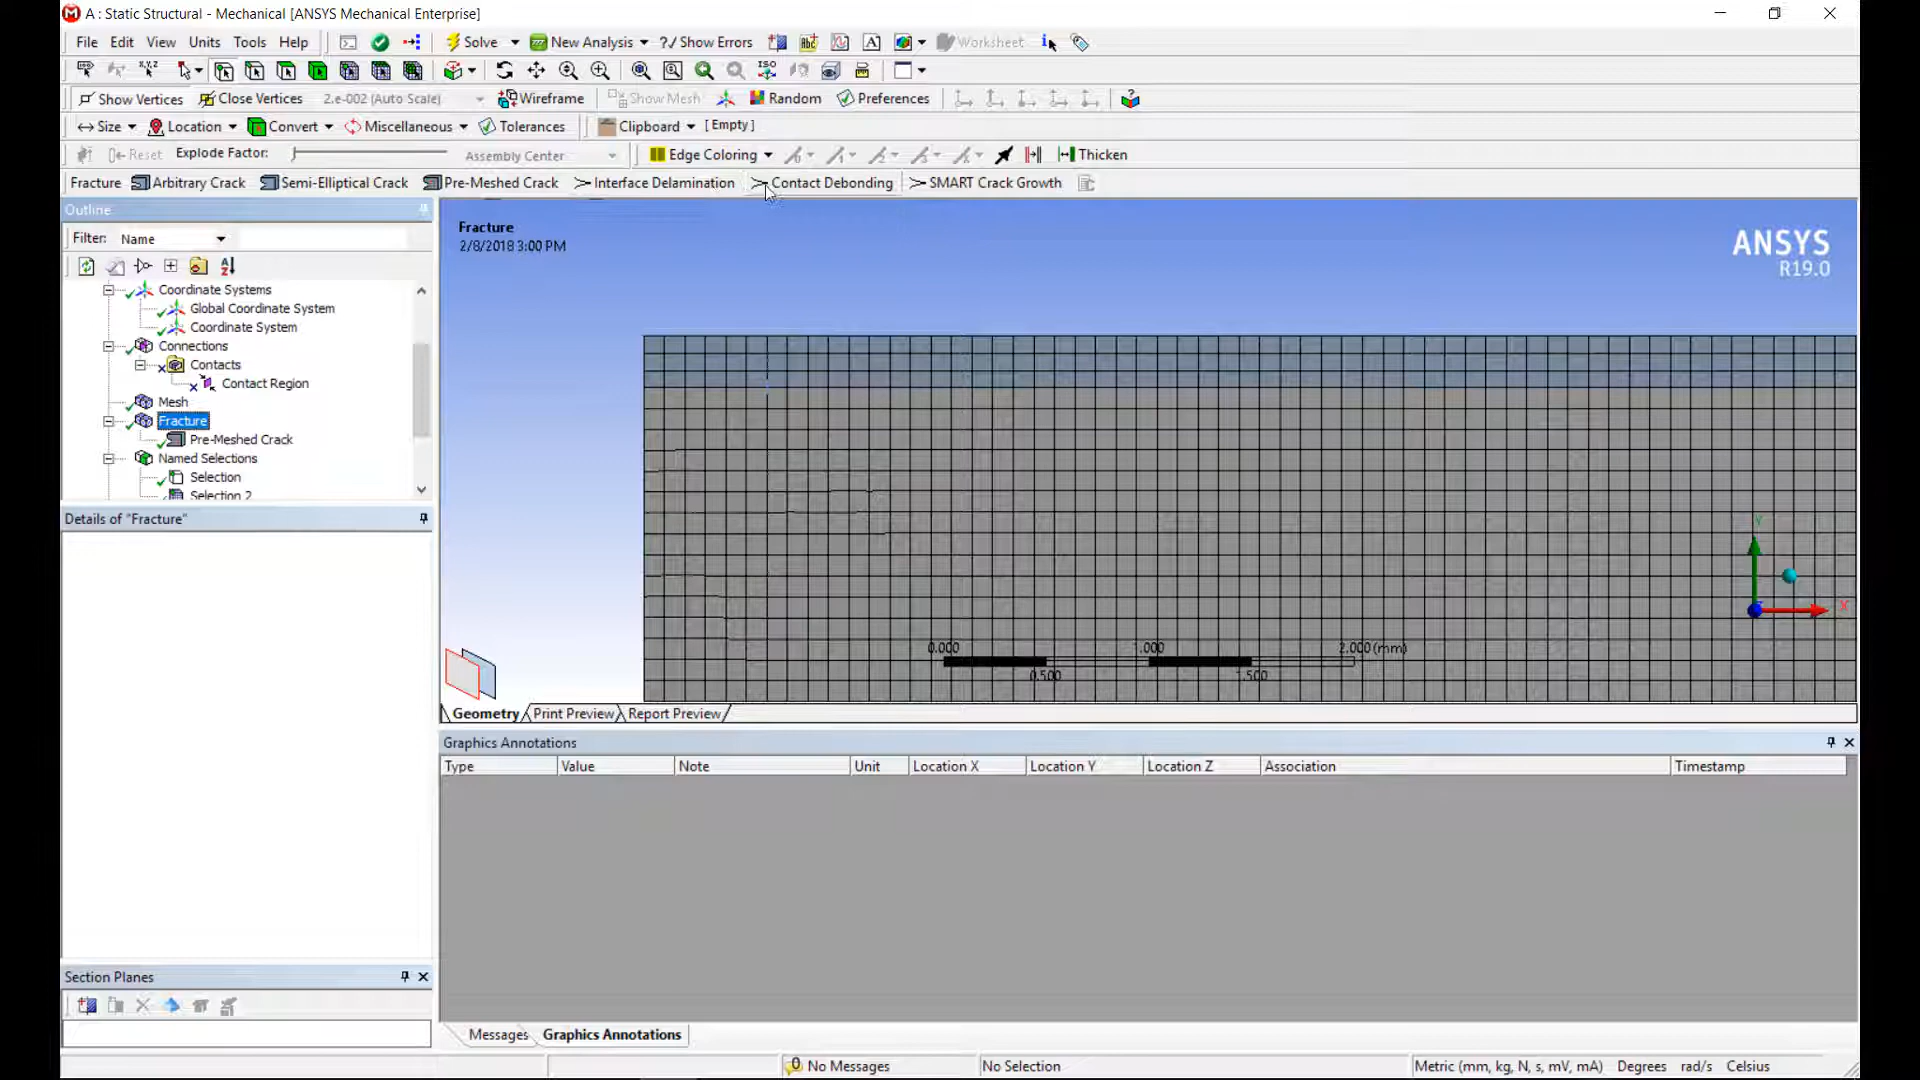 A : Static Structural - Mechanical [ANSYS Mechanical Enterprise]
File Edit View Units Tools Help Solve New Analysis ?/ Show Errors Worksheet
Show Vertices Close Vertices 2.e-002 (Auto Scale) Wireframe Show Mesh Random Preferences
Size Location Convert Miscellaneous Tolerances Clipboard [ Empty ]
Reset Explode Factor: Assembly Center Edge Coloring Thicken
Fracture Arbitrary Crack Semi-Elliptical Crack Pre-Meshed Crack Interface Delamination Contact Debonding SMART Crack Growth
Outline
Filter: Name
Coordinate Systems
Global Coordinate System
Coordinate System
Connections
Contacts
Contact Region
Mesh
Fracture
Pre-Meshed Crack
Named Selections
Selection
Selection 2
Details of "Fracture"
Section Planes
Fracture
2/8/2018 3:00 PM
ANSYS
R19.0
Y
X
0.000 1.000 2.000 (mm)
0.500 1.500
Geometry Print Preview Report Preview
Graphics Annotations
Type Value Note Unit Location X Location Y Location Z Association Timestamp
Messages Graphics Annotations
No Messages No Selection Metric (mm, kg, N, s, mV, mA) Degrees rad/s Celsius